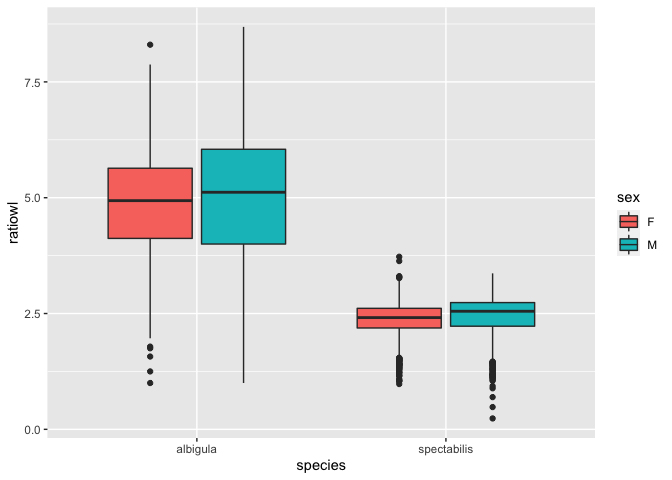 7.5
5.0
2.5
0.0
ratiowl
albigula
spectabilis
species
sex
F
M